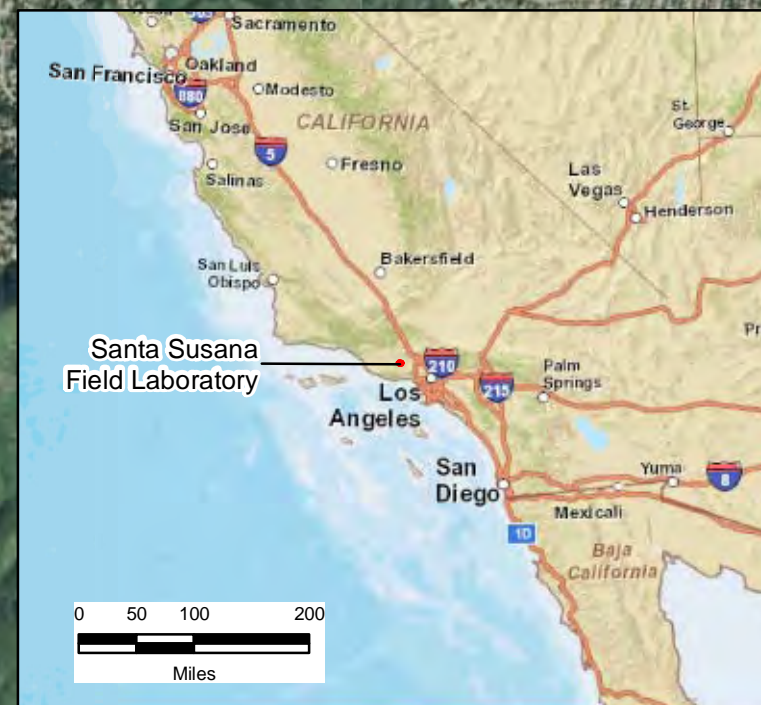 Sacramento
Oakland
San Francisco
880
Modesto
San Jose
CALIFORNIA
St.
George
5
Fresno
Salinas
Las
Vegas
Henderson
San Luis
Obispo
Bakersfield
Santa Susana
Field Laboratory
210
Palm
Springs
215
Los
Angeles
San
Diego
Yuma
8
Mexicali
1D
Baja
California
0 50 100 200
Miles